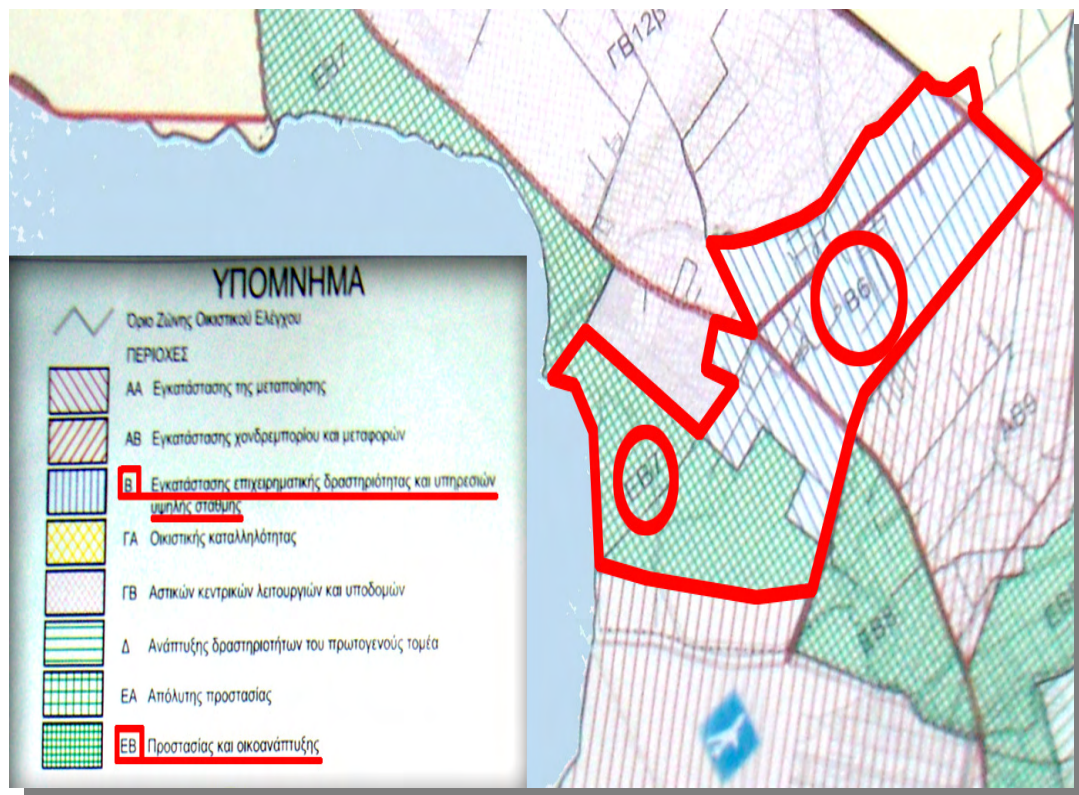 ΕΒ7
ΓΒ12β
Β6
ΕΒ7
ΑΒ9
ΕΒ8
ΥΠΟΜΝΗΜΑ
Όριο Ζώνης Οικιστικού Ελέγχου
ΠΕΡΙΟΧΕΣ
ΑΑ Εγκατάστασης της μεταποίησης
ΑΒ Εγκατάστασης χονδρεμπορίου και μεταφορών
Β Εγκατάστασης επιχειρηματικής δραστηριότητας και υπηρεσιών
υψηλής στάθμης
ΓΑ Οικιστικής καταλληλότητας
ΓΒ Αστικών κεντρικών λειτουργιών και υποδομών
Δ Ανάπτυξης δραστηριοτήτων του πρωτογενούς τομέα
ΕΑ Απόλυτης προστασίας
ΕΒ Προστασίας και οικοανάπτυξης